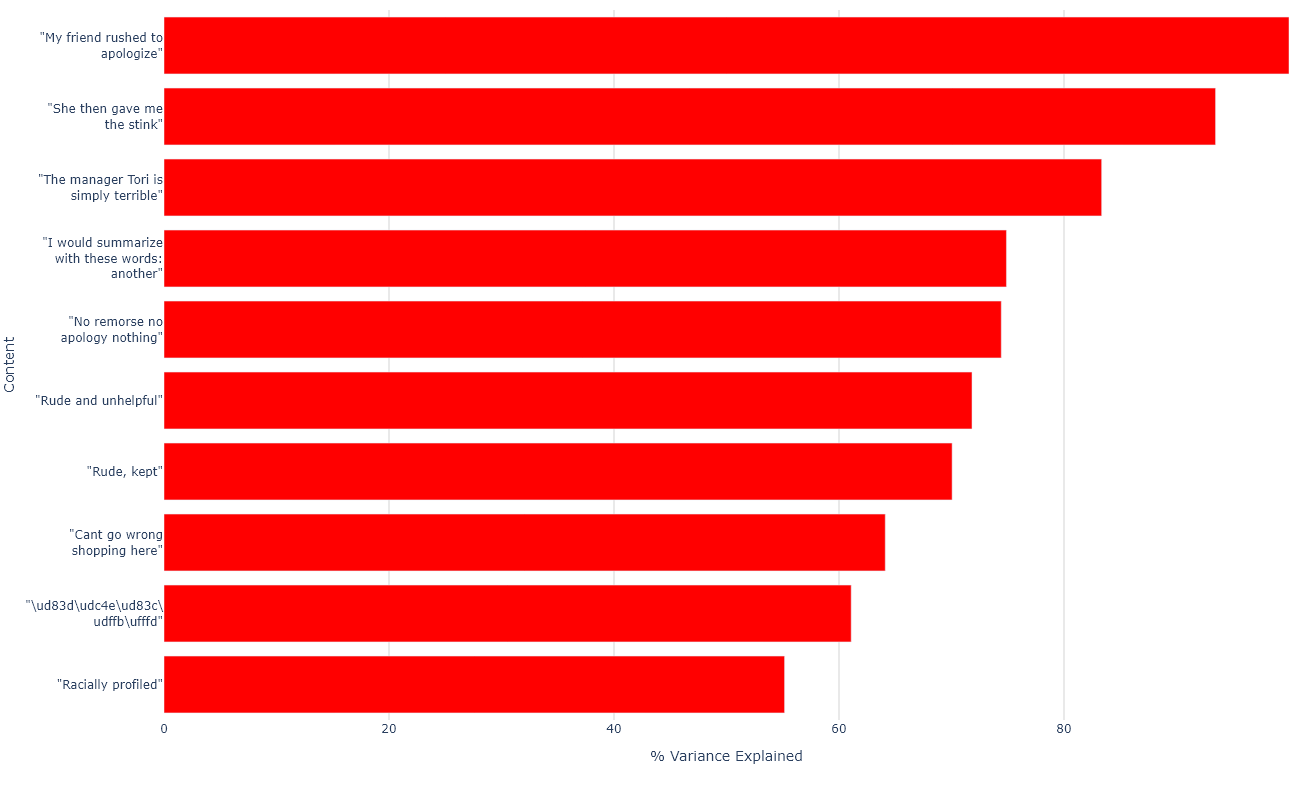 "My friend rushed to
apologize"
"She then gave me
the stink"
"The manager Tori is
simply terrible"
"I would summarize
with these words:
another"
"No remorse no
apology nothing"
"Rude and unhelpful"
"Rude, kept"
"Cant go wrong
shopping here"
"\ud83d\udc4e\ud83c\
udffb\ufffd"
"Racially profiled"
Content
0 20 40 60 80
% Variance Explained